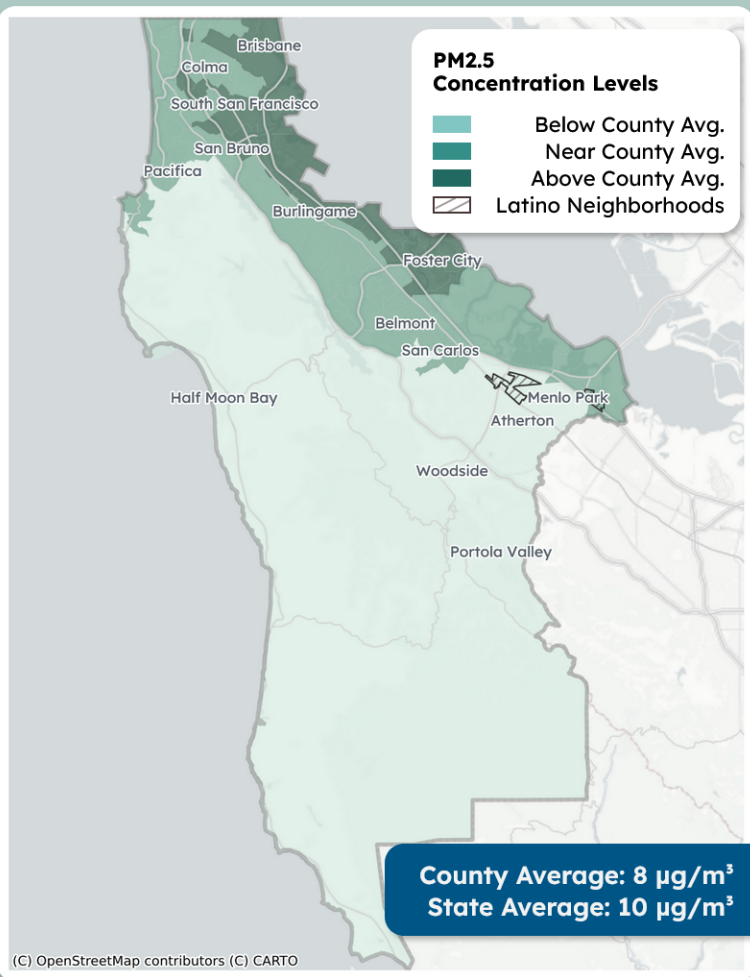 Brisbane
Colma
South San Francisco
San Bruno
Pacifica
Burlingame
Foster City
Belmont
San Carlos
Half Moon Bay
Menlo Park
Atherton
Woodside
Portola Valley
PM2.5
Concentration Levels
Below County Avg.
Near County Avg.
Above County Avg.
Latino Neighborhoods
County Average: 8 µg/m³
State Average: 10 µg/m³
(C) OpenStreetMap contributors (C) CARTO